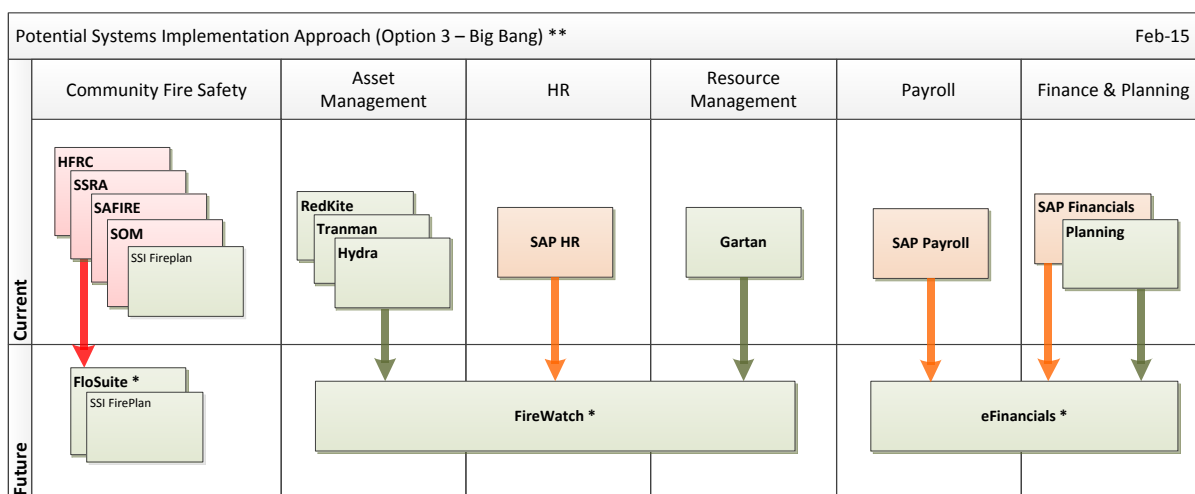 Potential Systems Implementation Approach (Option 3 – Big Bang) ** Feb-15
Community Fire Safety
Asset
Management
HR
Resource
Management
Payroll
Finance & Planning
Current
HFRC
SSRA
SAFIRE
SOM
SSI Fireplan
RedKite
Tranman
Hydra
SAP HR
Gartan
SAP Payroll
SAP Financials
Planning
Future
FloSuite *
SSI FirePlan
FireWatch *
eFinancials *